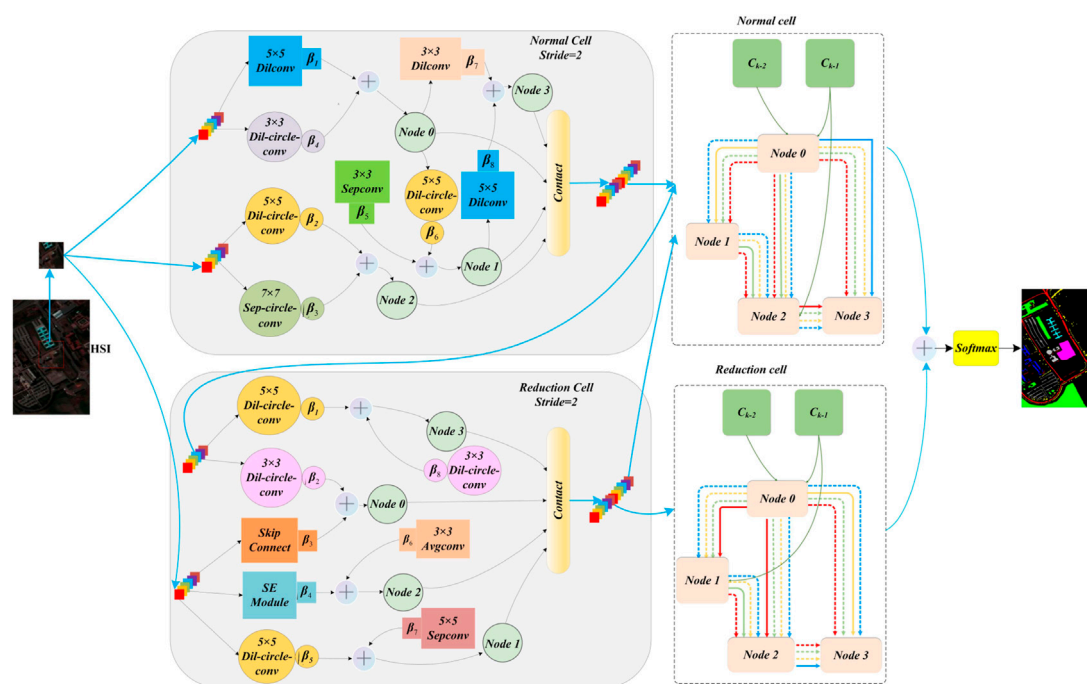 Normal Cell
Stride=2
5×5
Dilconv
β1
3×3
Dil-circle-
conv
β4
3×3
Dilconv
β7
Node 3
Node 0
3×3
Sepconv
β5
5×5
Dil-circle-
conv
β6
β8
5×5
Dilconv
5×5
Dil-circle-
conv
β2
7×7
Sep-circle-
conv
β3
Node 2
Node 1
Contact
HSI
Reduction Cell
Stride=2
5×5
Dil-circle-
conv
β1
Node 3
3×3
Dil-circle-
conv
β2
β8
3×3
Dil-circle-
conv
Node 0
Skip
Connect
β3
β6
3×3
Avgconv
SE
Module
β4
Node 2
β7
5×5
Sepconv
5×5
Dil-circle-
conv
β5
Node 1
Contact
Normal cell
Ck-2
Ck-1
Node 0
Node 1
Node 2
Node 3
Reduction cell
Ck-2
Ck-1
Node 0
Node 1
Node 2
Node 3
Softmax